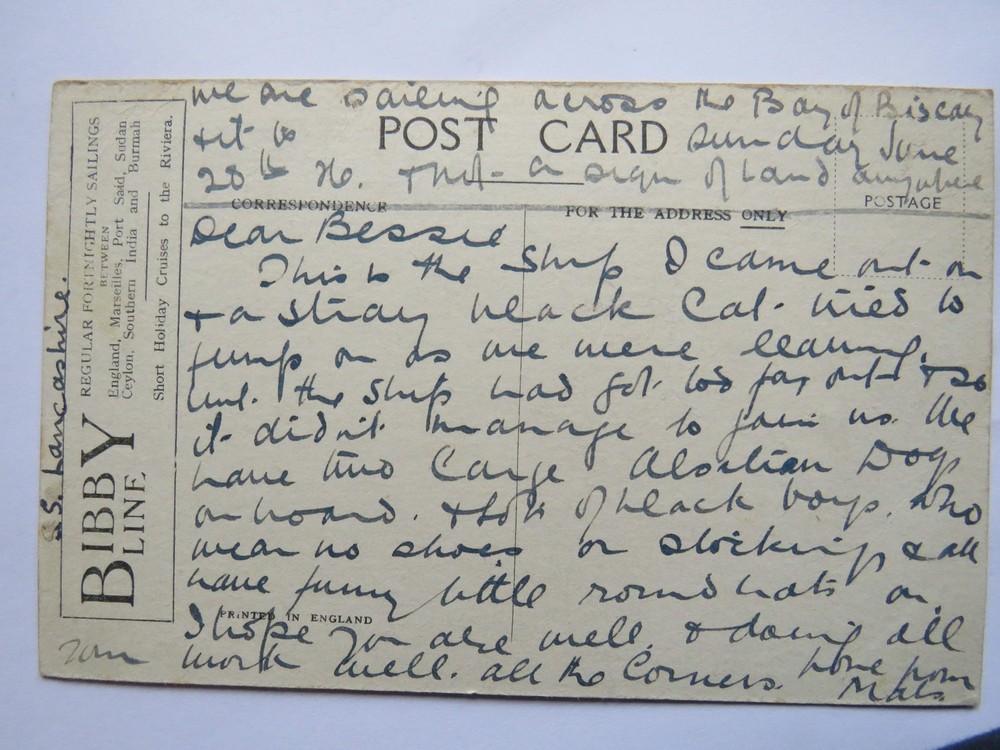 we are sailing across the Bay of Biscay
& it is POST CARD Sunday June
28th 26. & not a sign of Land anywhere
POSTAGE
CORRESPONDENCE
FOR THE ADDRESS ONLY
Dear Bessie
This is the Ship I came out on
& a stray black Cat tried to
jump on as we were leaving,
but the Ship had got too far out & so
it didn't manage to join us. We
have two Large Alsatian Dogs
on board. & lots of black boys, who
wear no shoes or stockings & all
have funny little round hats on.
PRINTED IN ENGLAND
I hope you are well, & doing all
work well. all the Corners. love from
S.S. Lancashire.
BIBBY
LINE
REGULAR FORTNIGHTLY SAILINGS
BETWEEN
England, Marseilles, Port Said, Sudan
Ceylon, Southern India and Burmah
Short Holiday Cruises to the Riviera.